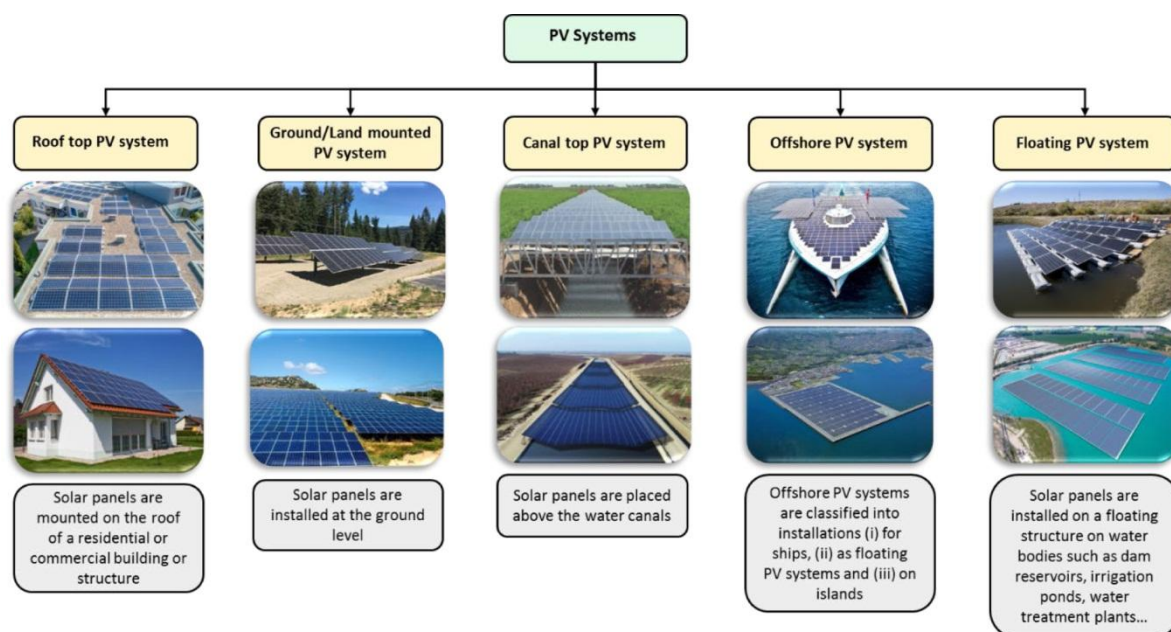 PV Systems
Roof top PV system
Ground/Land mounted
PV system
Canal top PV system
Offshore PV system
Floating PV system
Solar panels are
mounted on the roof
of a residential or
commercial building or
structure
Solar panels are
installed at the ground
level
Solar panels are placed
above the water canals
Offshore PV systems
are classified into
installations (i) for
ships, (ii) as floating
PV systems and (iii) on
islands
Solar panels are
installed on a floating
structure on water
bodies such as dam
reservoirs, irrigation
ponds, water
treatment plants...